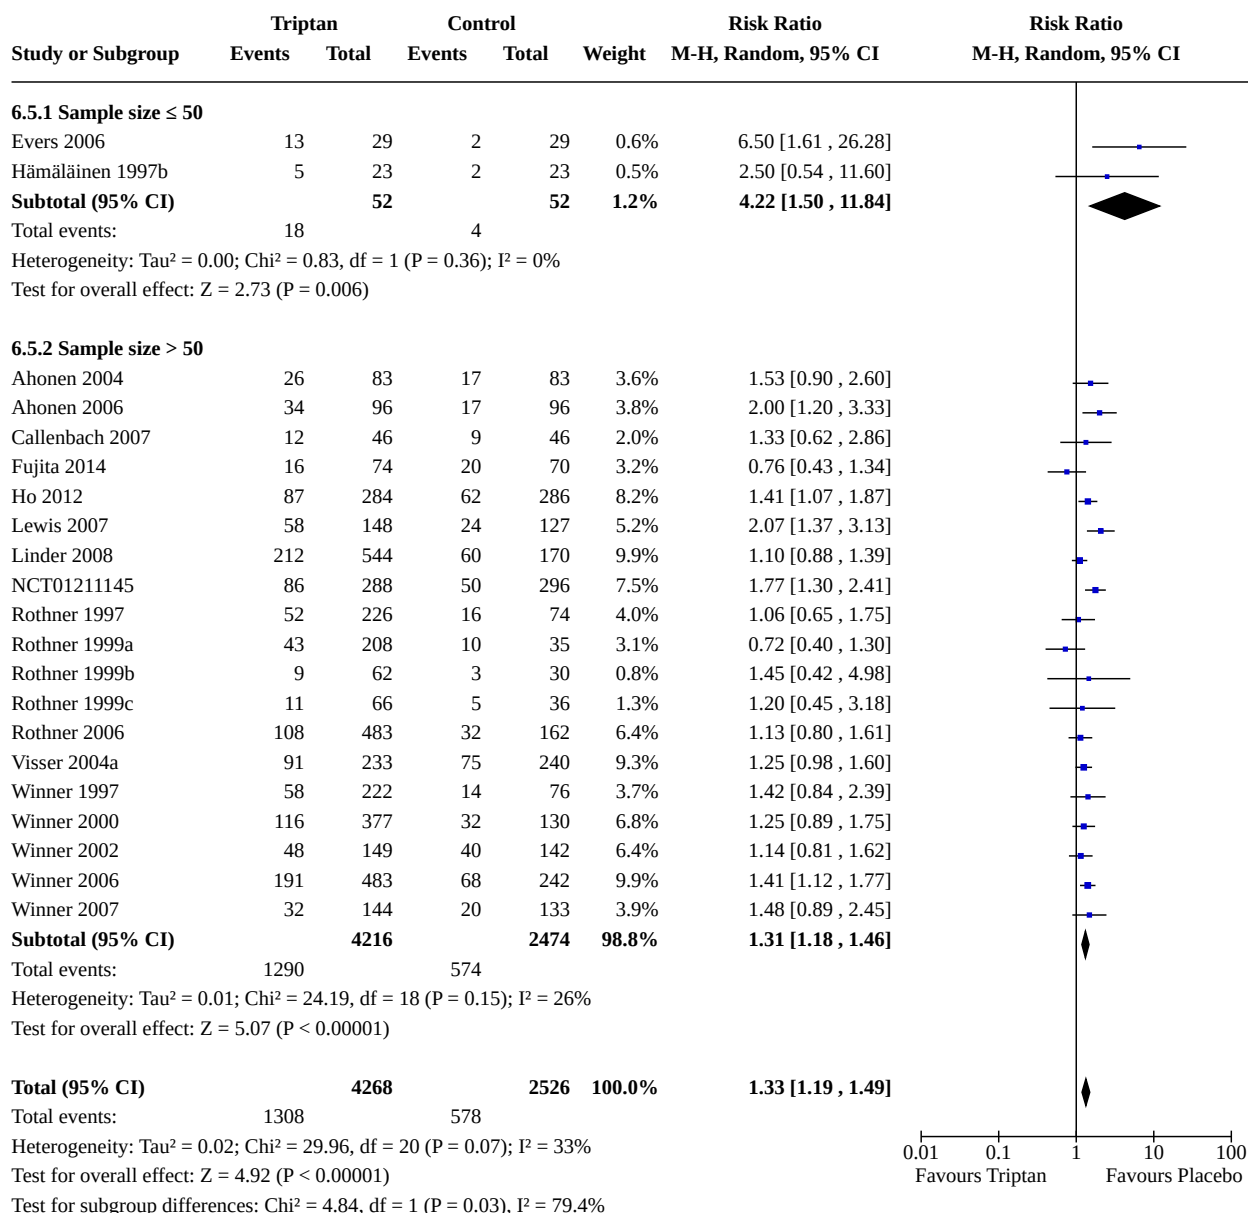 Triptan Control Risk Ratio Risk Ratio
Study or Subgroup Events Total Events Total Weight M-H, Random, 95% CI M-H, Random, 95% CI
6.5.1 Sample size ≤ 50
Evers 2006 13 29 2 29 0.6% 6.50 [1.61 , 26.28]
Hämäläinen 1997b 5 23 2 23 0.5% 2.50 [0.54 , 11.60]
Subtotal (95% CI) 52 52 1.2% 4.22 [1.50 , 11.84]
Total events: 18 4
Heterogeneity: Tau² = 0.00; Chi² = 0.83, df = 1 (P = 0.36); I² = 0%
Test for overall effect: Z = 2.73 (P = 0.006)
6.5.2 Sample size > 50
Ahonen 2004 26 83 17 83 3.6% 1.53 [0.90 , 2.60]
Ahonen 2006 34 96 17 96 3.8% 2.00 [1.20 , 3.33]
Callenbach 2007 12 46 9 46 2.0% 1.33 [0.62 , 2.86]
Fujita 2014 16 74 20 70 3.2% 0.76 [0.43 , 1.34]
Ho 2012 87 284 62 286 8.2% 1.41 [1.07 , 1.87]
Lewis 2007 58 148 24 127 5.2% 2.07 [1.37 , 3.13]
Linder 2008 212 544 60 170 9.9% 1.10 [0.88 , 1.39]
NCT01211145 86 288 50 296 7.5% 1.77 [1.30 , 2.41]
Rothner 1997 52 226 16 74 4.0% 1.06 [0.65 , 1.75]
Rothner 1999a 43 208 10 35 3.1% 0.72 [0.40 , 1.30]
Rothner 1999b 9 62 3 30 0.8% 1.45 [0.42 , 4.98]
Rothner 1999c 11 66 5 36 1.3% 1.20 [0.45 , 3.18]
Rothner 2006 108 483 32 162 6.4% 1.13 [0.80 , 1.61]
Visser 2004a 91 233 75 240 9.3% 1.25 [0.98 , 1.60]
Winner 1997 58 222 14 76 3.7% 1.42 [0.84 , 2.39]
Winner 2000 116 377 32 130 6.8% 1.25 [0.89 , 1.75]
Winner 2002 48 149 40 142 6.4% 1.14 [0.81 , 1.62]
Winner 2006 191 483 68 242 9.9% 1.41 [1.12 , 1.77]
Winner 2007 32 144 20 133 3.9% 1.48 [0.89 , 2.45]
Subtotal (95% CI) 4216 2474 98.8% 1.31 [1.18 , 1.46]
Total events: 1290 574
Heterogeneity: Tau² = 0.01; Chi² = 24.19, df = 18 (P = 0.15); I² = 26%
Test for overall effect: Z = 5.07 (P < 0.00001)
Total (95% CI) 4268 2526 100.0% 1.33 [1.19 , 1.49]
Total events: 1308 578
Heterogeneity: Tau² = 0.02; Chi² = 29.96, df = 20 (P = 0.07); I² = 33%
0.01 0.1 1 10 100
Test for overall effect: Z = 4.92 (P < 0.00001) Favours Triptan Favours Placebo
Test for subgroup differences: Chi² = 4.84, df = 1 (P = 0.03), I² = 79.4%